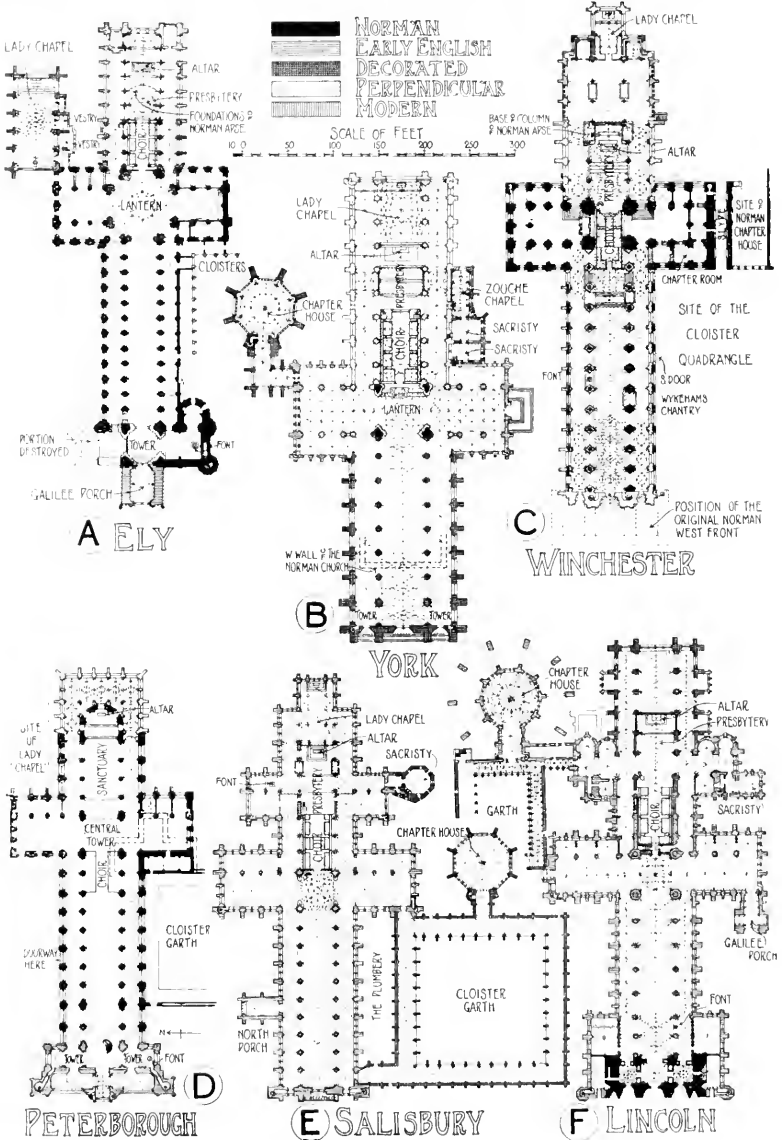 NORMAN
EARLY ENGLISH
DECORATED
PERPENDICULAR
MODERN
SCALE OF FEET
10 0 50 100 150 200 250 300
LADY CHAPEL
ALTAR
PRESBYTERY
FOUNDATIONS OF
NORMAN APSE
VESTRY
VESTRY
CHOIR
LANTERN
CLOISTERS
PORTION
DESTROYED
TOWER
FONT
GALILEE PORCH
A ELY
LADY
CHAPEL
ALTAR
PRESBYTERY
ZOUCHE
CHAPEL
CHAPTER
HOUSE
CHOIR
SACRISTY
SACRISTY
LANTERN
W WALL OF THE
NORMAN CHURCH
TOWER
TOWER
B
YORK
LADY CHAPEL
BASE OF COLUMN
OF NORMAN APSE
ALTAR
PRESBYTERY
CHOIR
SLYPE
SITE OF
NORMAN
CHAPTER
HOUSE
CHAPTER ROOM
SITE OF THE
CLOISTER
QUADRANGLE
FONT
S DOOR
WYKEHAMS
CHANTRY
POSITION OF THE
ORIGINAL NORMAN
WEST FRONT
C
WINCHESTER
ALTAR
SITE
OF
LADY
CHAPEL
SANCTUARY
CENTRAL
TOWER
CHOIR
CLOISTER
GARTH
DOORWAY
HERE
N
TOWER
TOWER
FONT
D
PETERBOROUGH
LADY CHAPEL
ALTAR
SACRISTY
FONT
PRESBYTERY
CHOIR
CHAPTER HOUSE
THE PLUMBERY
CLOISTER
GARTH
NORTH
PORCH
E SALISBURY
CHAPTER
HOUSE
ALTAR
PRESBYTERY
GARTH
CHOIR
SACRISTY
GALILEE
PORCH
FONT
F LINCOLN